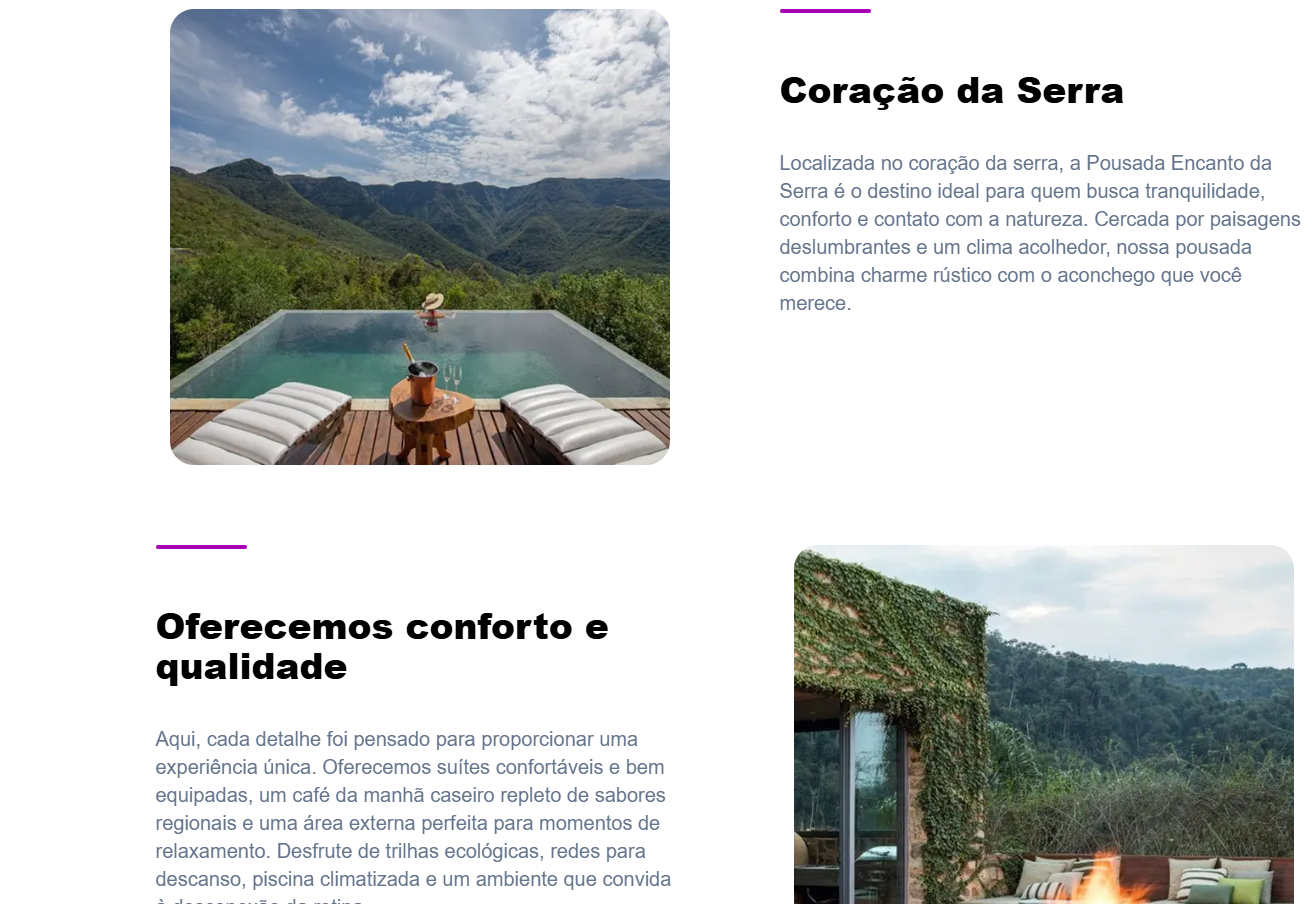 Coração da Serra
Localizada no coração da serra, a Pousada Encanto da
Serra é o destino ideal para quem busca tranquilidade,
conforto e contato com a natureza. Cercada por paisagens
deslumbrantes e um clima acolhedor, nossa pousada
combina charme rústico com o aconchego que você
merece.
Oferecemos conforto e
qualidade
Aqui, cada detalhe foi pensado para proporcionar uma
experiência única. Oferecemos suítes confortáveis e bem
equipadas, um café da manhã caseiro repleto de sabores
regionais e uma área externa perfeita para momentos de
relaxamento. Desfrute de trilhas ecológicas, redes para
descanso, piscina climatizada e um ambiente que convida